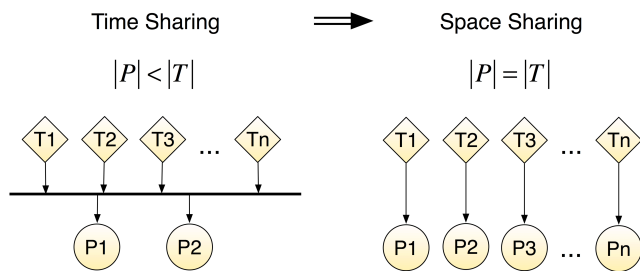 Time Sharing ⇒ Space Sharing
|P| < |T| |P| = |T|
T1 T2 T3 ... Tn T1 T2 T3 ... Tn
P1 P2 P1 P2 P3 ... Pn